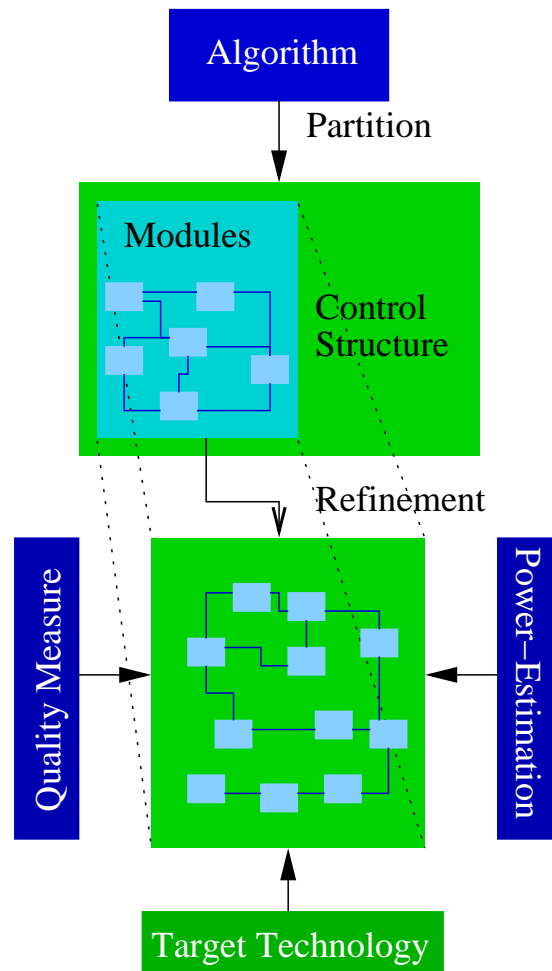 Algorithm
Partition
Modules
Control
Structure
Refinement
Quality Measure
Power−Estimation
Target Technology